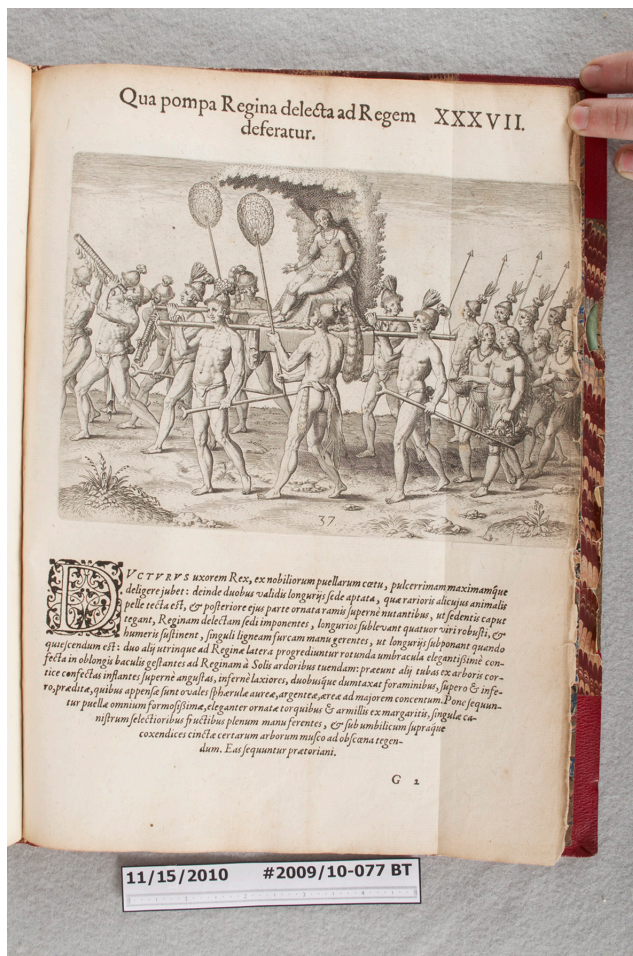 Qua pompa Regina delecta ad Regem XXXVII.
deferatur.
37
DVCTVRVS uxorem Rex, ex nobiliorum puellarum cœtu, pulcerrimam maximamque
deligere jubet: deinde duobus validis longurijs sede aptata, quæ rarioris alicujus animalis
pelle tecta est, & posteriore ejus parte ornata ramis supernè nutantibus, ut sedentis caput
tegant, Reginam delectam sedi imponentes, longurios sublevant quatuor viri robusti, &
humeris sustinent, singuli ligneam furcam manu gerentes, ut longurijs subponant quando
quiescendum est: duo alij utrinque ad Reginæ latera progrediuntur rotunda umbracula elegantissimè con-
fecta in oblongis baculis gestantes ad Reginam à Solis ardoribus tuendam: præeunt alij tubas ex arboris cor-
tice confectas inflantes supernè angustas, infernè laxiores, duobusque dumtaxat foraminibus, supero & infe-
ro, præditæ, quibus appensæ sunt ovales sphærulæ aureæ, argenteæ, æreæ ad majorem concentum. Ponè sequun-
tur puellæ omnium formosissimæ, eleganter ornatæ torquibus & armillis ex margaritis, singulæ ca-
nistrum selectioribus fructibus plenum manu ferentes, & sub umbilicum supraque
coxendices cinctæ certarum arborum musco ad obscœna tegen-
dum. Eas sequuntur prætoriani.
G 2
11/15/2010 #2009/10-077 BT